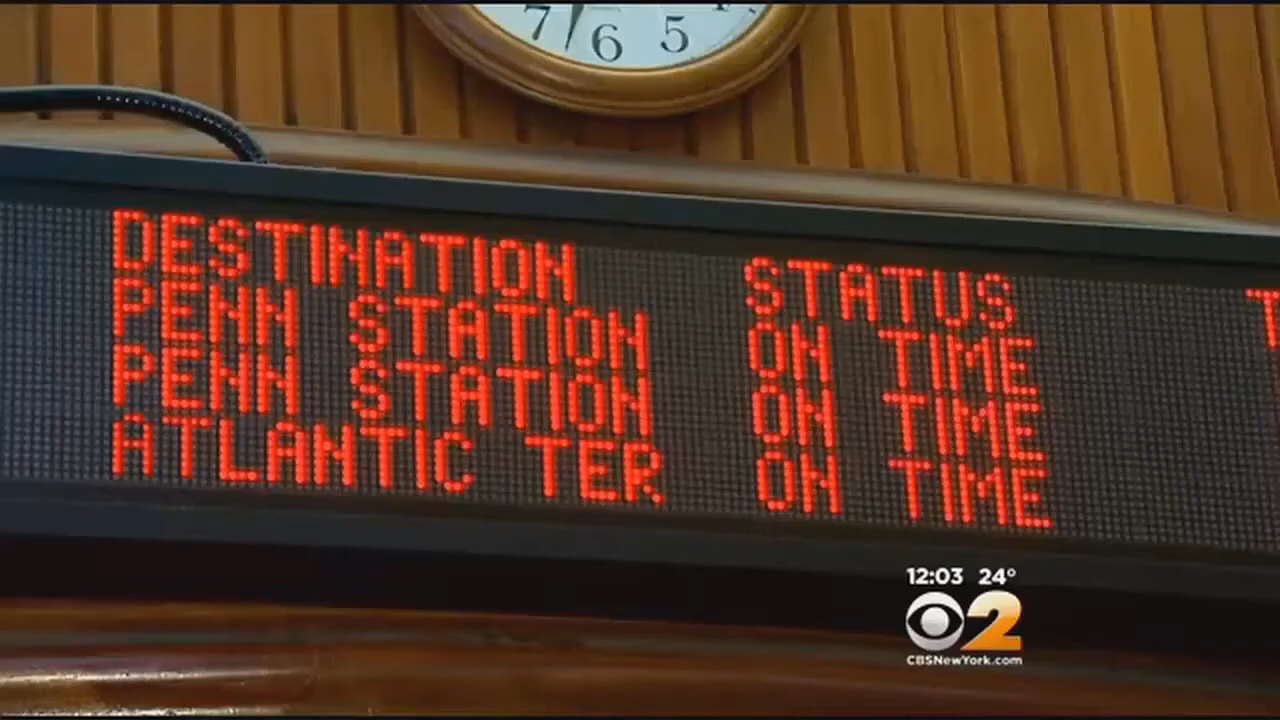 7 6 5
DESTINATION STATUS
PENN STATION ON TIME
PENN STATION ON TIME
ATLANTIC TER ON TIME
12:03 24°
2
CBSNewYork.com